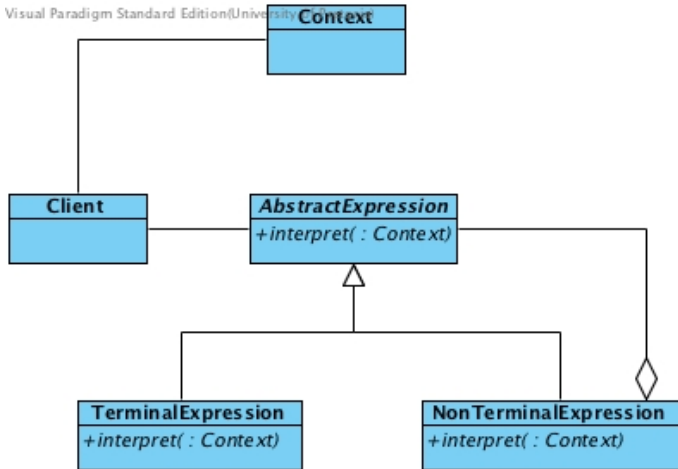 Visual Paradigm Standard Edition(University
Context
Client
AbstractExpression
+interpret( : Context)
TerminalExpression
+interpret( : Context)
NonTerminalExpression
+interpret( : Context)